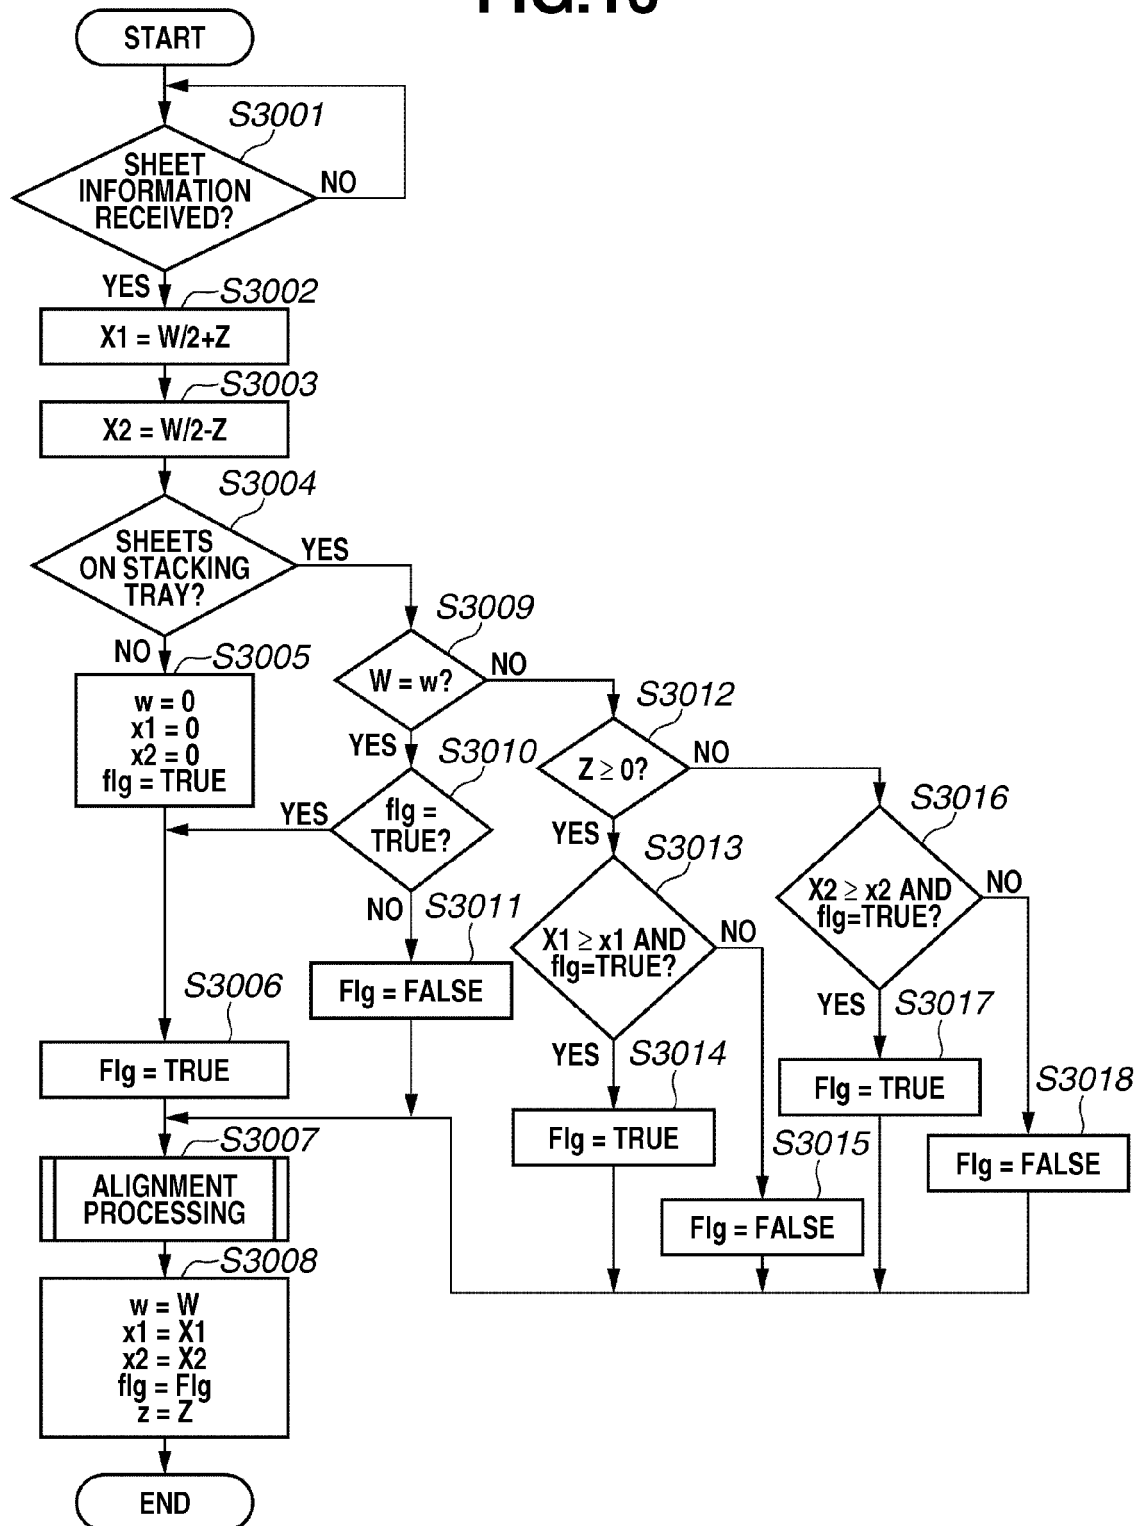 START
S3001
SHEET
INFORMATION
RECEIVED?
NO
YES
S3002
X1 = W/2+Z
S3003
X2 = W/2-Z
S3004
SHEETS
ON STACKING
TRAY?
YES
NO
S3005
w = 0
x1 = 0
x2 = 0
flg = TRUE
S3009
W = w?
NO
YES
S3010
flg =
TRUE?
YES
NO
S3011
Flg = FALSE
S3012
Z ≥ 0?
NO
YES
S3013
X1 ≥ x1 AND
flg=TRUE?
NO
YES
S3014
Flg = TRUE
S3015
Flg = FALSE
S3016
X2 ≥ x2 AND
flg=TRUE?
NO
YES
S3017
Flg = TRUE
S3018
Flg = FALSE
S3006
Flg = TRUE
S3007
ALIGNMENT
PROCESSING
S3008
w = W
x1 = X1
x2 = X2
flg = Flg
z = Z
END